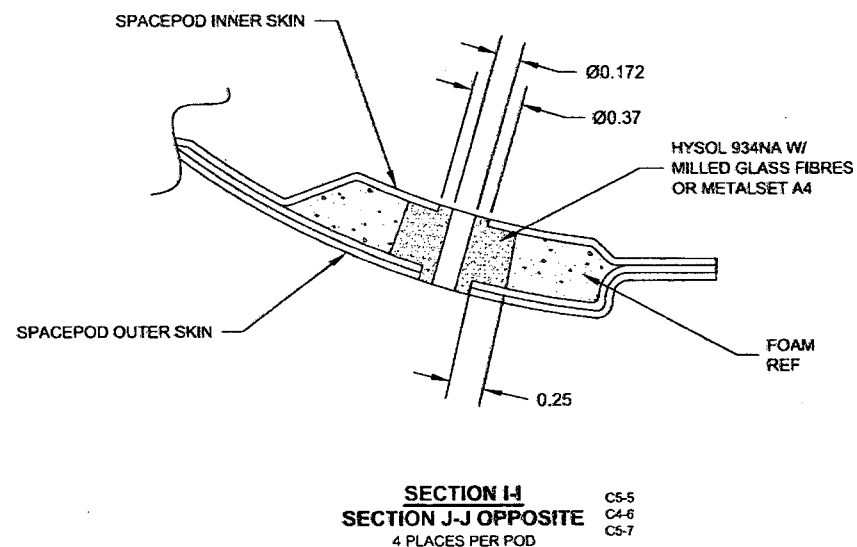 SPACEPOD INNER SKIN
Ø0.172
Ø0.37
HYSOL 934NA W/
MILLED GLASS FIBRES
OR METALSET A4
SPACEPOD OUTER SKIN
FOAM
REF
0.25
SECTION I-I
SECTION J-J OPPOSITE
4 PLACES PER POD
C5-5
C4-6
C5-7